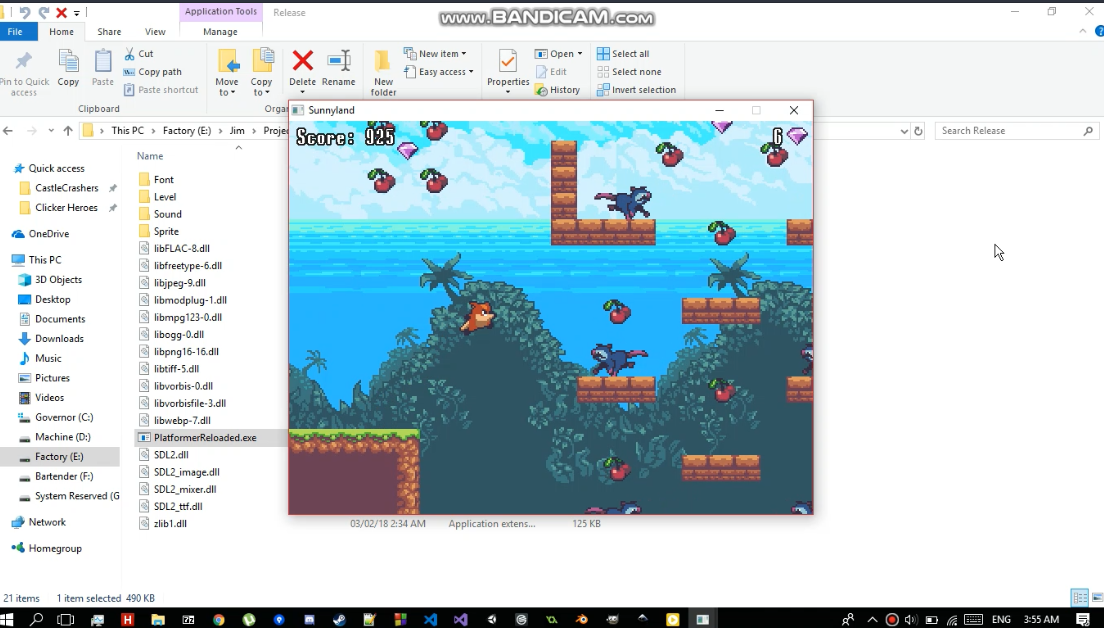 www.BANDICAM.com
Application Tools
Release
File
Home
Share
View
Manage
Pin to Quick access
Copy
Paste
Cut
Copy path
Paste shortcut
Clipboard
Move to
Copy to
Delete
Rename
New folder
New item
Easy access
Properties
Open
Edit
History
Select all
Select none
Invert selection
This PC
Factory (E:)
Jim
Search Release
Sunnyland
Score: 925
6
Quick access
CastleCrashers
Clicker Heroes
OneDrive
This PC
3D Objects
Desktop
Documents
Downloads
Music
Pictures
Videos
Governor (C:)
Machine (D:)
Factory (E:)
Bartender (F:)
System Reserved (G
Network
Homegroup
Name
Font
Level
Sound
Sprite
libFLAC-8.dll
libfreetype-6.dll
libjpeg-9.dll
libmodplug-1.dll
libmpg123-0.dll
libogg-0.dll
libpng16-16.dll
libtiff-5.dll
libvorbis-0.dll
libvorbisfile-3.dll
libwebp-7.dll
PlatformerReloaded.exe
SDL2.dll
SDL2_image.dll
SDL2_mixer.dll
SDL2_ttf.dll
zlib1.dll
03/02/18 2:34 AM
Application extens...
125 KB
21 items
1 item selected 490 KB
ENG
3:55 AM